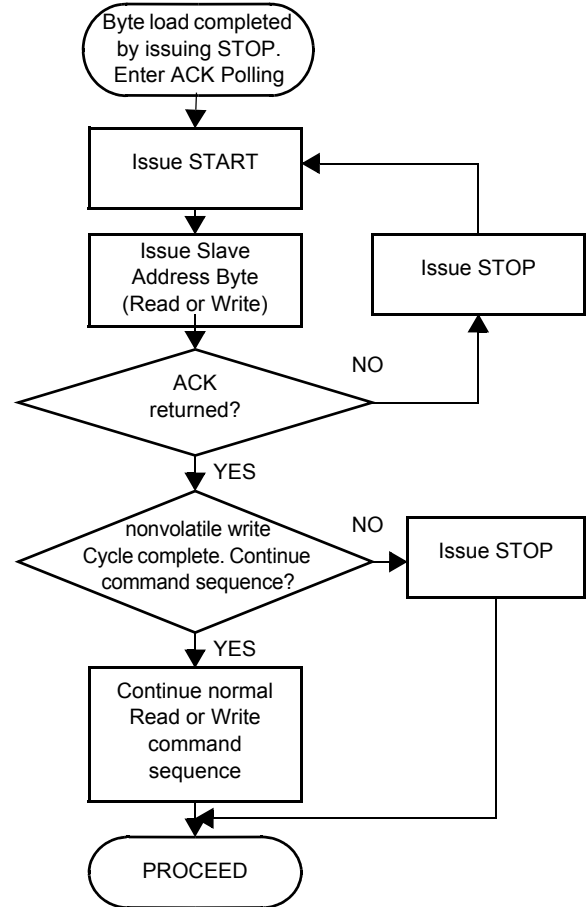 Byte load completed
by issuing STOP.
Enter ACK Polling
Issue START
Issue Slave
Address Byte
(Read or Write)
Issue STOP
ACK
returned?
NO
YES
nonvolatile write
Cycle complete. Continue
command sequence?
NO
Issue STOP
YES
Continue normal
Read or Write
command
sequence
PROCEED